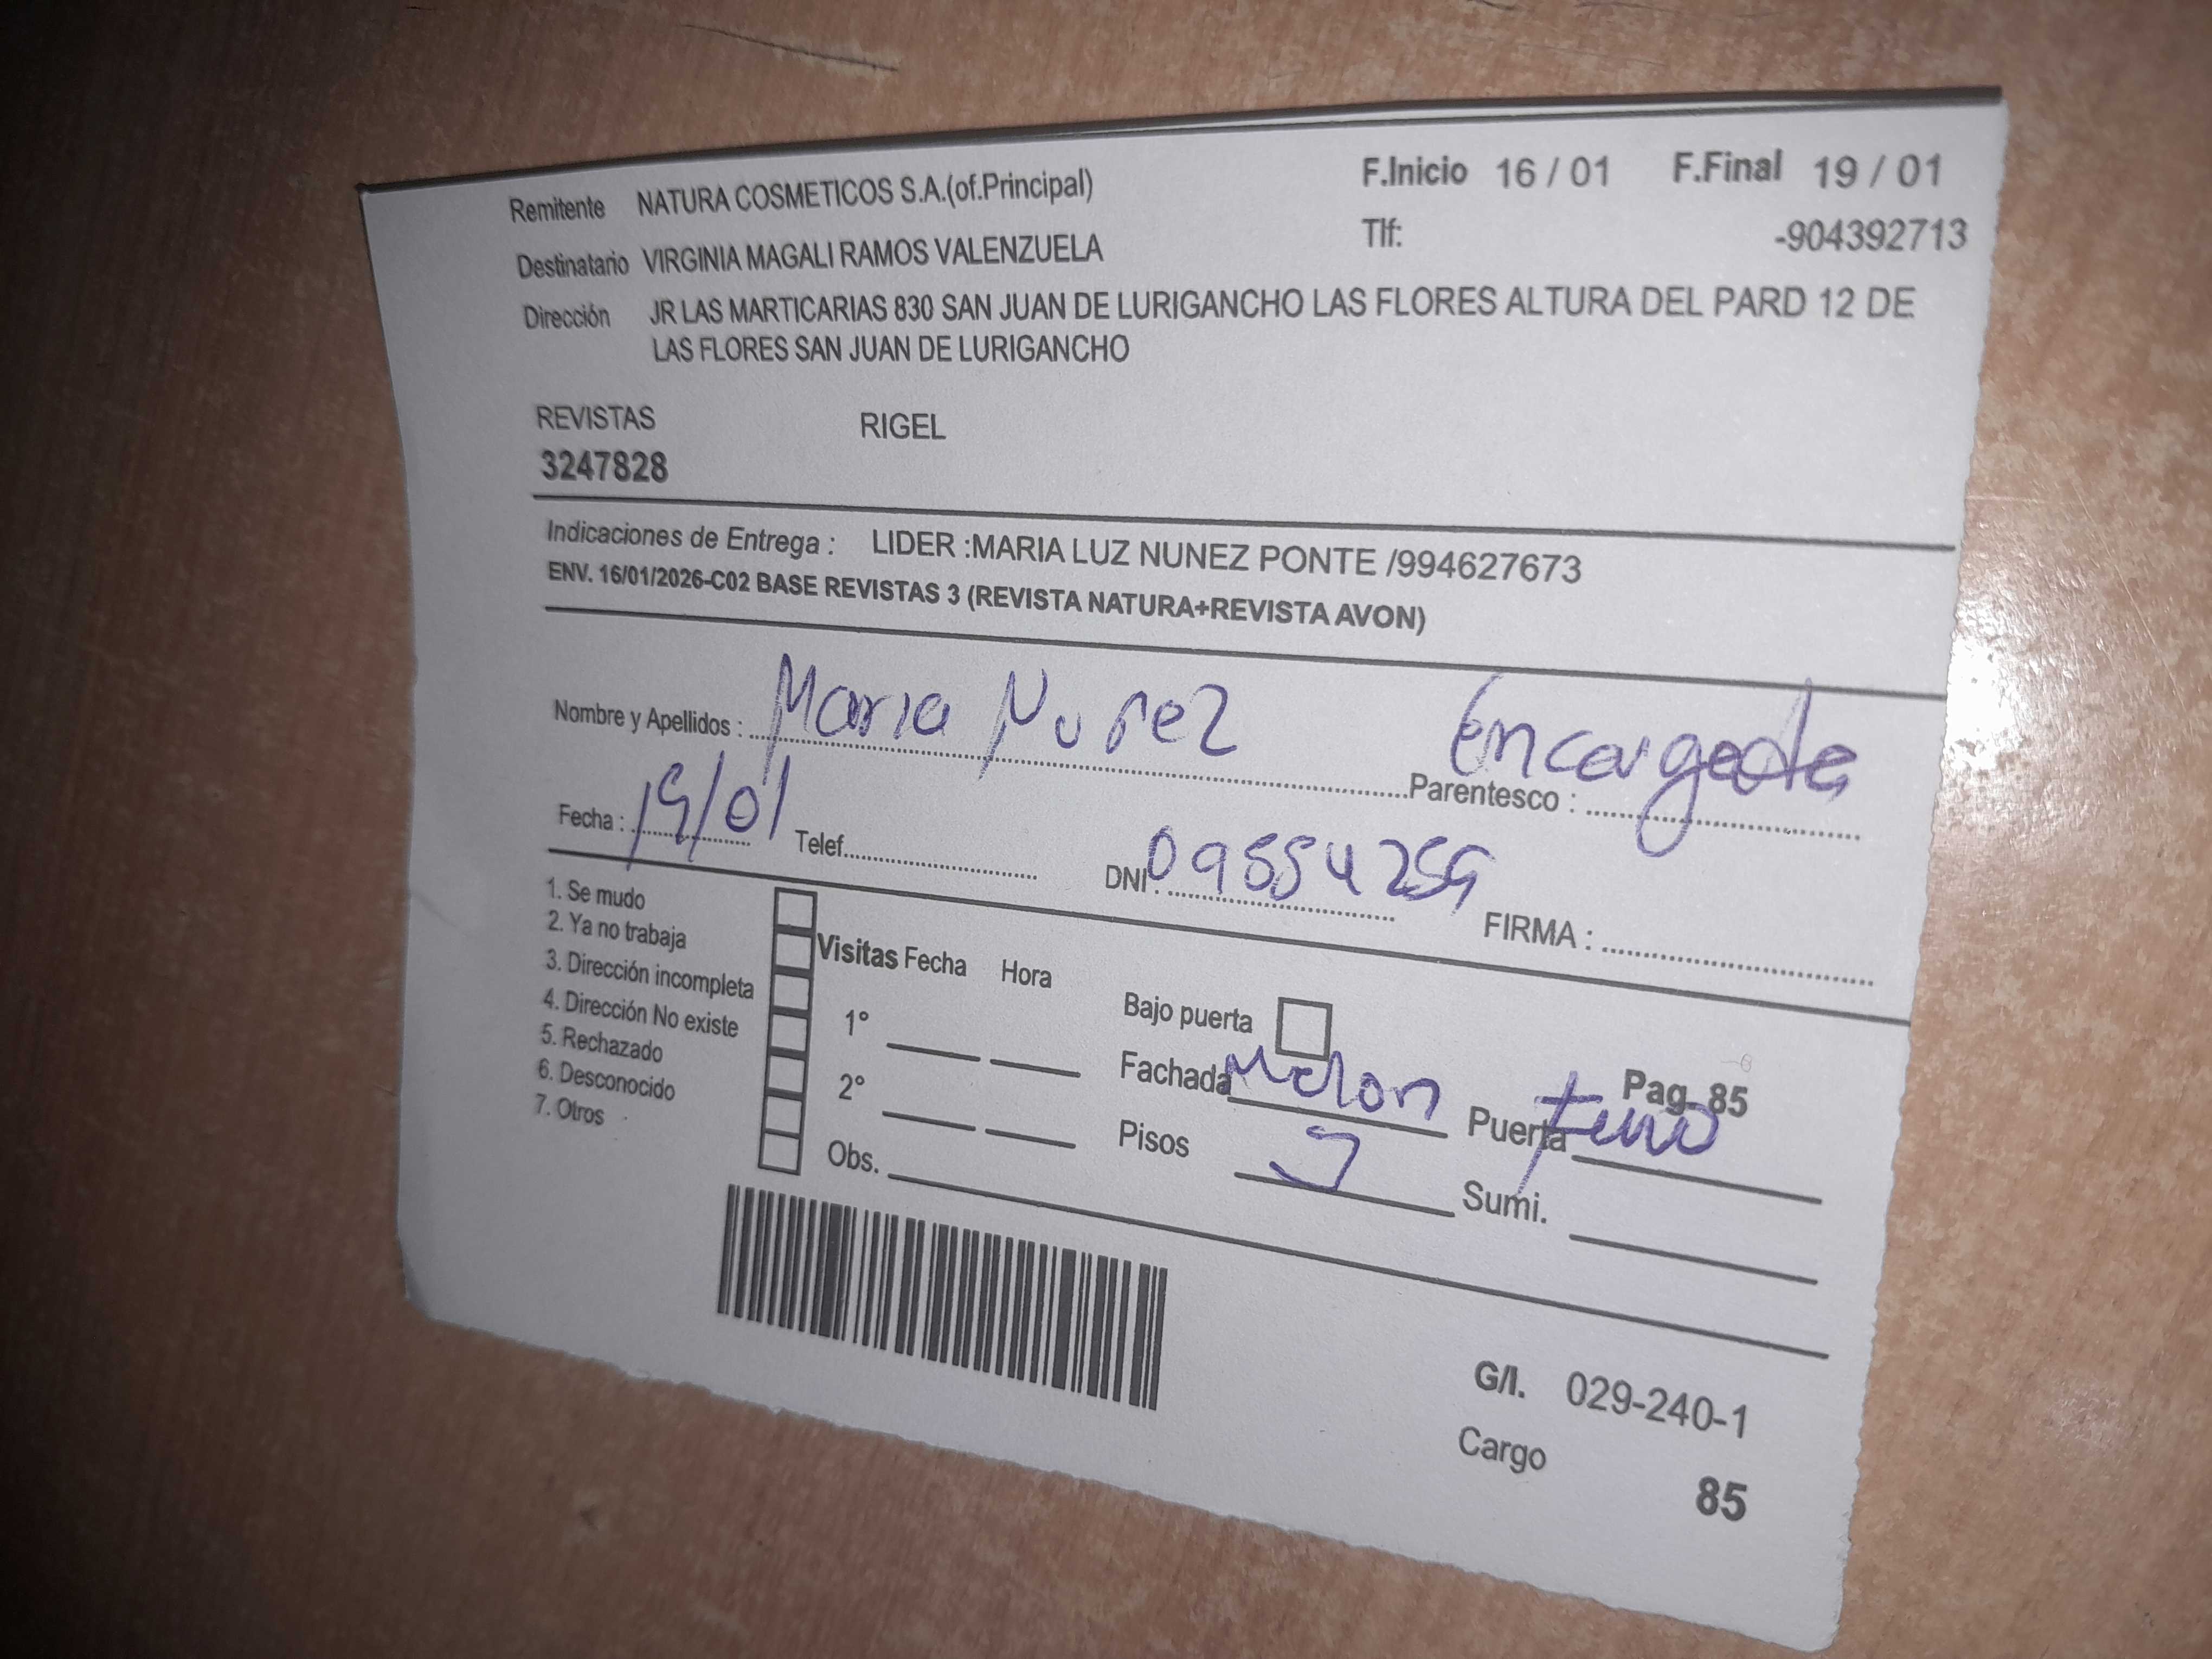 Remitente NATURA COSMETICOS S.A.(of.Principal) F.Inicio 16 / 01 F.Final 19 / 01
Destinatario VIRGINIA MAGALI RAMOS VALENZUELA Tlf: -904392713
Dirección JR LAS MARTICARIAS 830 SAN JUAN DE LURIGANCHO LAS FLORES ALTURA DEL PARD 12 DE
LAS FLORES SAN JUAN DE LURIGANCHO
REVISTAS RIGEL
3247828
Indicaciones de Entrega : LIDER :MARIA LUZ NUNEZ PONTE /994627673
ENV. 16/01/2026-C02 BASE REVISTAS 3 (REVISTA NATURA+REVISTA AVON)
Nombre y Apellidos : Maria Nuñez Parentesco : Encargada
Fecha : 19/01 Telef. DNI : FIRMA :
1. Se mudo
2. Ya no trabaja
3. Dirección incompleta
4. Dirección No existe
5. Rechazado
6. Desconocido
7. Otros
Visitas Fecha Hora
1°
2°
Obs.
Bajo puerta
Fachada Melon
Pisos
Pag. 85
Puerta
Sumi.
G/I. 029-240-1
Cargo 85